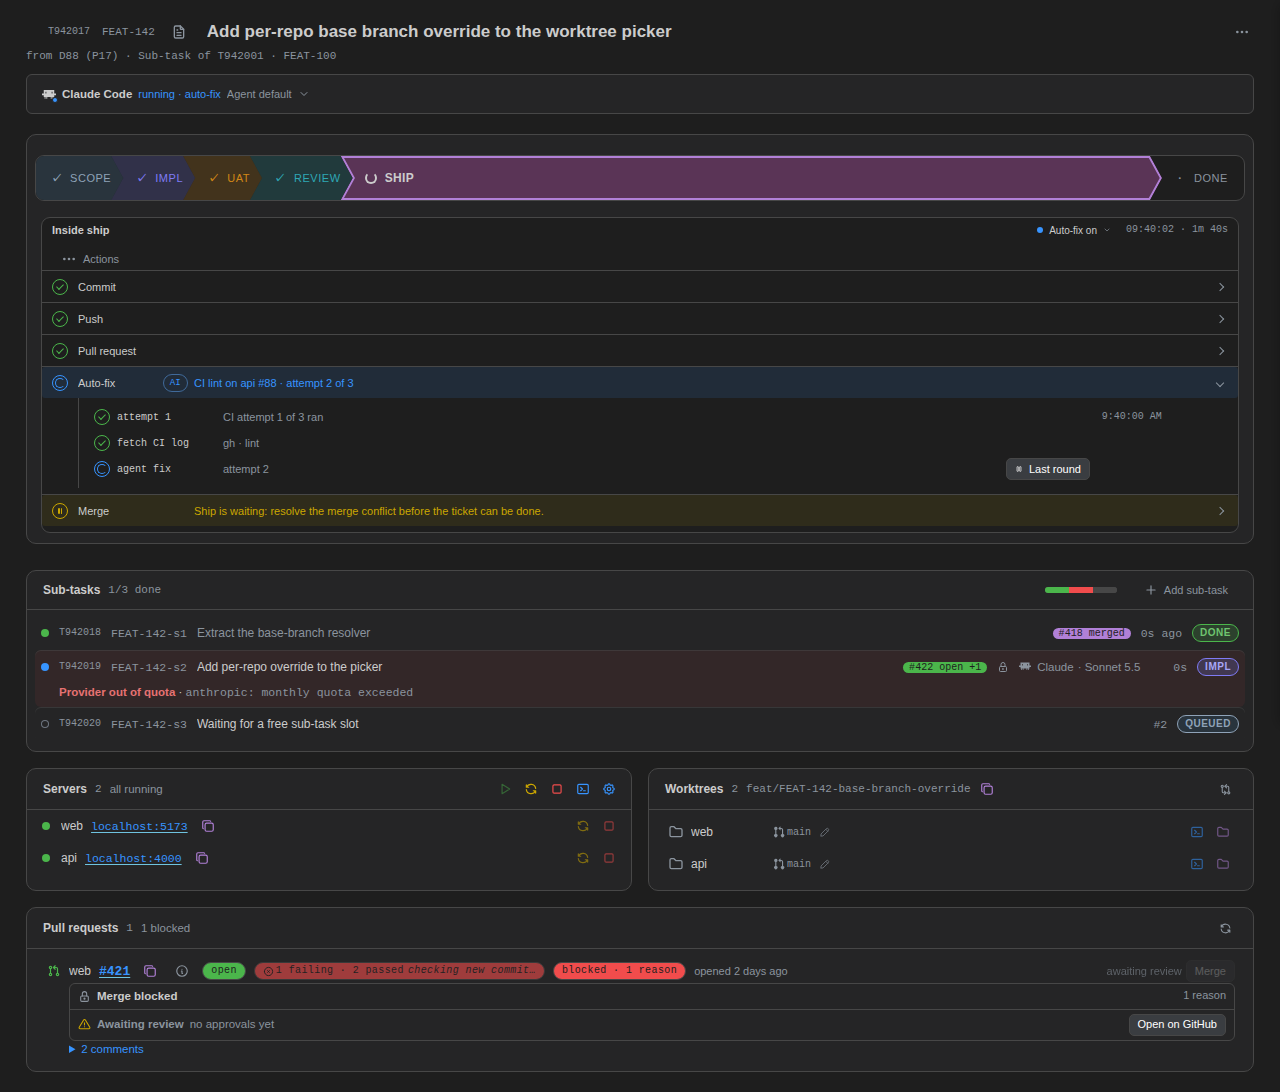 T942017 FEAT-142 Add per-repo base branch override to the worktree picker
from D88 (P17) · Sub-task of T942001 · FEAT-100
Claude Code running · auto-fix Agent default
SCOPE IMPL UAT REVIEW SHIP DONE
Inside ship Auto-fix on 09:40:02 · 1m 40s
Actions
Commit
Push
Pull request
Auto-fix AI CI lint on api #88 · attempt 2 of 3
attempt 1 CI attempt 1 of 3 ran 9:40:00 AM
fetch CI log gh · lint
agent fix attempt 2 Last round
Merge Ship is waiting: resolve the merge conflict before the ticket can be done.
Sub-tasks 1/3 done Add sub-task
T942018 FEAT-142-s1 Extract the base-branch resolver #418 merged 0s ago DONE
T942019 FEAT-142-s2 Add per-repo override to the picker #422 open +1 Claude · Sonnet 5.5 0s IMPL
Provider out of quota · anthropic: monthly quota exceeded
T942020 FEAT-142-s3 Waiting for a free sub-task slot #2 QUEUED
Servers 2 all running
web localhost:5173
api localhost:4000
Worktrees 2 feat/FEAT-142-base-branch-override
web main
api main
Pull requests 1 1 blocked
web #421 open 1 failing · 2 passed checking new commit… blocked · 1 reason opened 2 days ago awaiting review Merge
Merge blocked 1 reason
Awaiting review no approvals yet Open on GitHub
2 comments